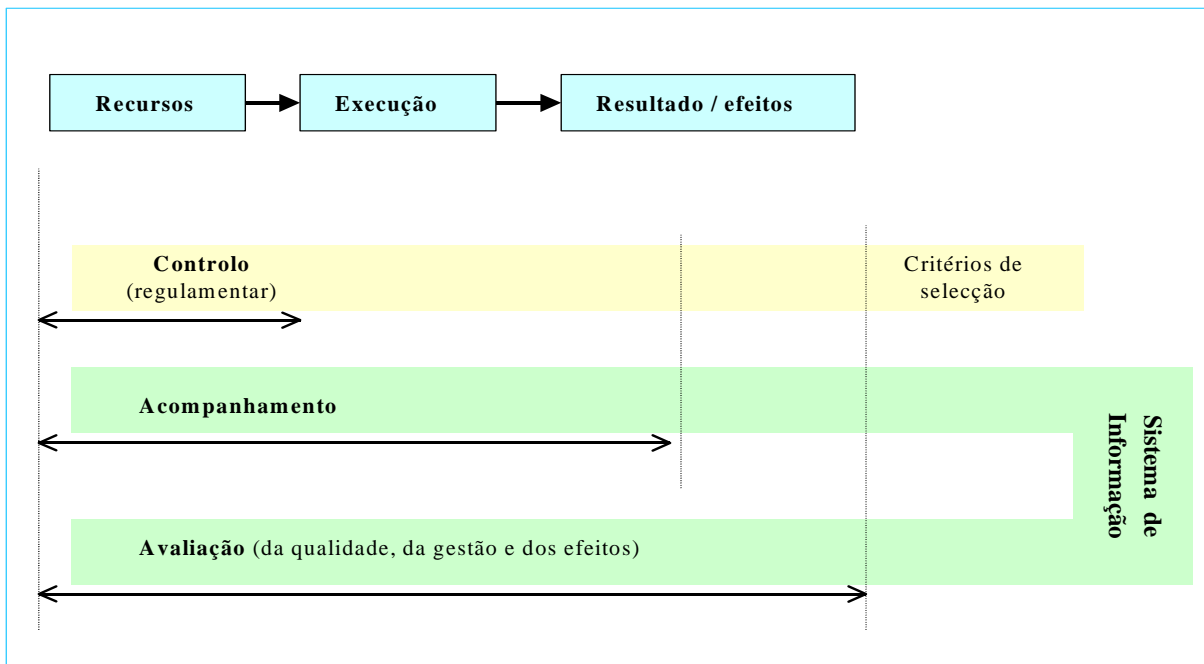 Recursos
Execução
Resultado / efeitos
Controlo
(regulamentar)
Critérios de
selecção
Acompanhamento
Sistema de
Informação
Avaliação (da qualidade, da gestão e dos efeitos)